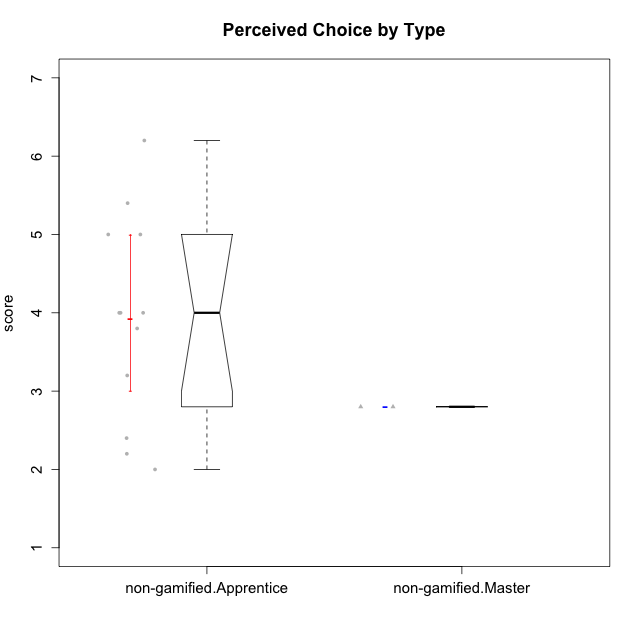 Perceived Choice by Type
7
6
5
4
3
2
1
score
non-gamified.Apprentice
non-gamified.Master